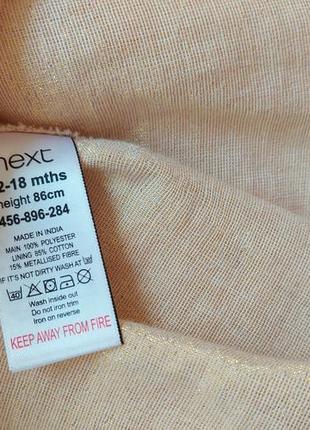 next
2-18 mths
height 86cm
456-896-284
MADE IN INDIA
MAIN 100% POLYESTER
LINING 85% COTTON
15% METALLISED FIBRE
IF IT'S NOT DIRTY WASH AT
40
Wash inside out
Do not iron trim
Iron on reverse
KEEP AWAY FROM FIRE